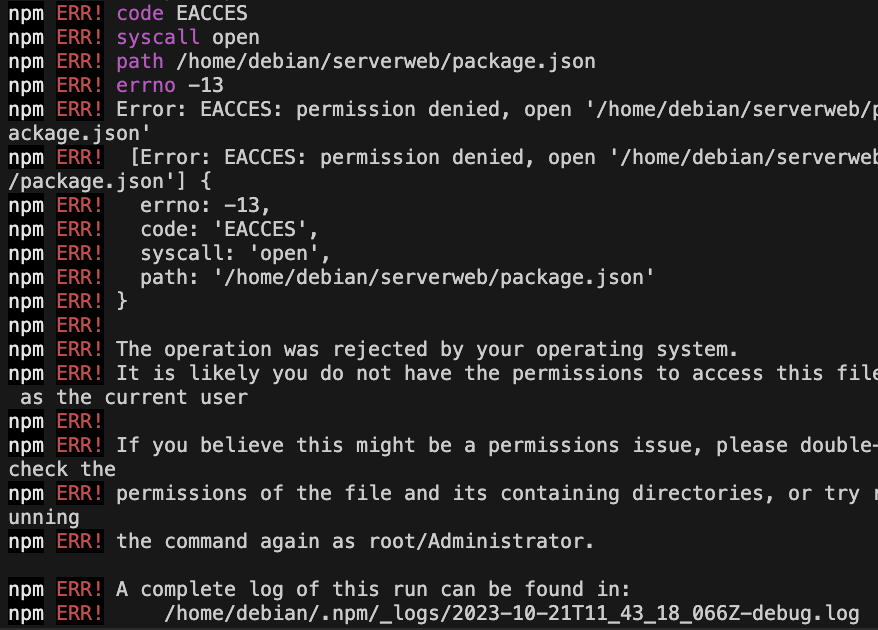 npm ERR! code EACCES
npm ERR! syscall open
npm ERR! path /home/debian/serverweb/package.json
npm ERR! errno -13
npm ERR! Error: EACCES: permission denied, open '/home/debian/serverweb/p
ackage.json'
npm ERR!  [Error: EACCES: permission denied, open '/home/debian/serverweb
/package.json'] {
npm ERR!   errno: -13,
npm ERR!   code: 'EACCES',
npm ERR!   syscall: 'open',
npm ERR!   path: '/home/debian/serverweb/package.json'
npm ERR! }
npm ERR!
npm ERR! The operation was rejected by your operating system.
npm ERR! It is likely you do not have the permissions to access this file
 as the current user
npm ERR!
npm ERR! If you believe this might be a permissions issue, please double-
check the
npm ERR! permissions of the file and its containing directories, or try r
unning
npm ERR! the command again as root/Administrator.

npm ERR! A complete log of this run can be found in:
npm ERR!     /home/debian/.npm/_logs/2023-10-21T11_43_18_066Z-debug.log